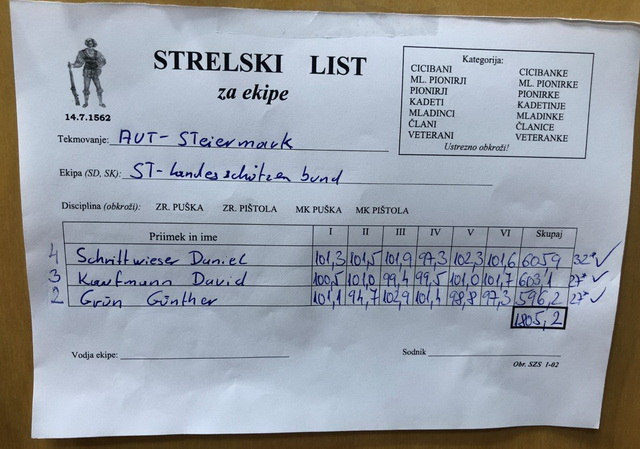 STRELSKI LIST
za ekipe
14.7.1562
Kategorija:
CICIBANI CICIBANKE
ML. PIONIRJI ML. PIONIRKE
PIONIRJI PIONIRKE
KADETI KADETINJE
MLADINCI MLADINKE
ČLANI ČLANICE
VETERANI VETERANKE
Ustrezno obkroži!
Tekmovanje: AUT-Steiermark
Ekipa (SD, SK): ST-Landesschützenbund
Disciplina (obkroži): ZR. PUŠKA ZR. PIŠTOLA MK PUŠKA MK PIŠTOLA
Priimek in ime I II III IV V VI Skupaj
4 Schrittwieser Daniel 101,3 101,5 101,9 97,3 102,3 101,6 605,9 32* ✓
3 Kaufmann David 100,5 101,0 99,4 99,5 101,0 101,7 603,1 27* ✓
2 Grün Günther 101,1 94,7 102,9 101,4 98,8 97,3 596,2 27* ✓
1805,2
Vodja ekipe: Sodnik
Obr. SZS 1-02